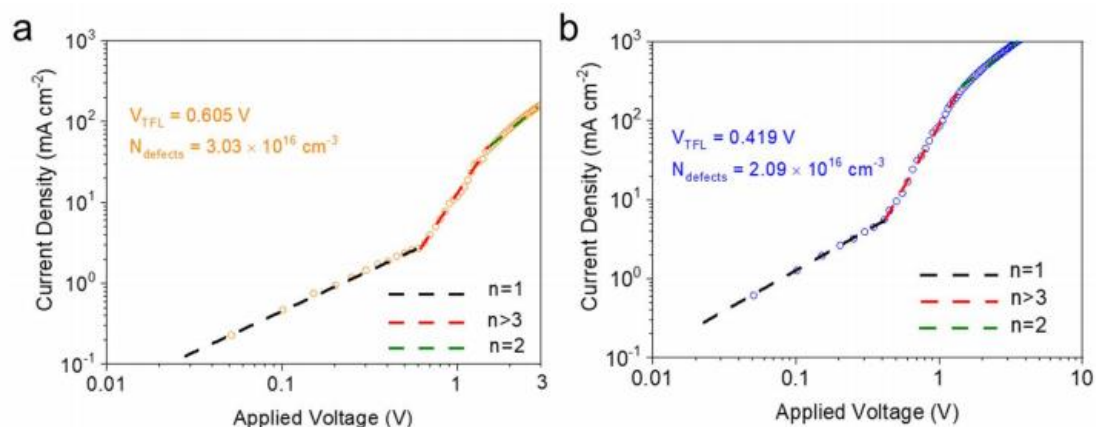 a
10³
10²
10¹
10⁰
10⁻¹
Current Density (mA cm⁻²)
V_TFL = 0.605 V
N_defects = 3.03 × 10¹⁶ cm⁻³
n=1
n>3
n=2
0.01
0.1
1
3
Applied Voltage (V)
b
10³
10²
10¹
10⁰
10⁻¹
Current Density (mA cm⁻²)
V_TFL = 0.419 V
N_defects = 2.09 × 10¹⁶ cm⁻³
n=1
n>3
n=2
0.01
0.1
1
10
Applied Voltage (V)